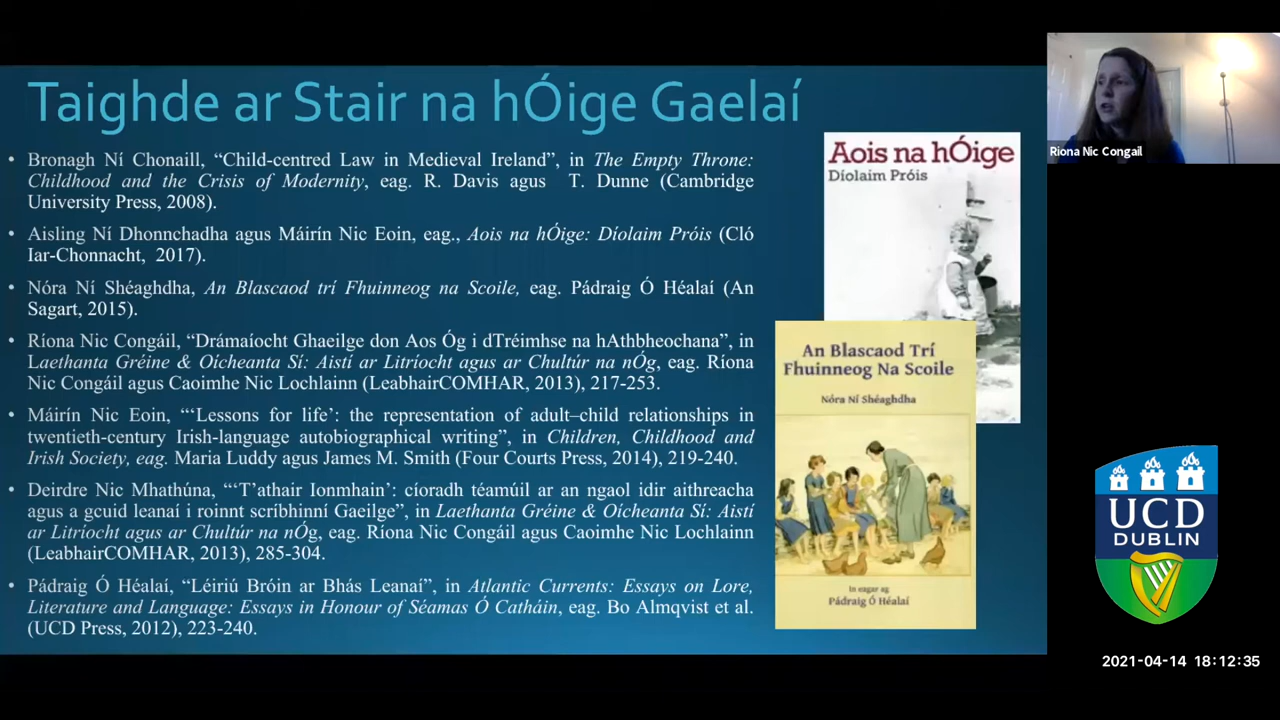 Taighde ar Stair na hÓige Gaelaí
• Bronagh Ní Chonaill, “Child-centred Law in Medieval Ireland”, in The Empty Throne:
Childhood and the Crisis of Modernity, eag. R. Davis agus T. Dunne (Cambridge
University Press, 2008).
• Aisling Ní Dhonnchadha agus Máirín Nic Eoin, eag., Aois na hÓige: Díolaim Próis (Cló
Iar-Chonnacht, 2017).
• Nóra Ní Shéaghdha, An Blascaod trí Fhuinneog na Scoile, eag. Pádraig Ó Héalaí (An
Sagart, 2015).
• Ríona Nic Congáil, “Drámaíocht Ghaeilge don Aos Óg i dTréimhse na hAthbheochana”, in
Laethanta Gréine & Oícheanta Sí: Aistí ar Litríocht agus ar Chultúr na nÓg, eag. Ríona
Nic Congáil agus Caoimhe Nic Lochlainn (LeabhairCOMHAR, 2013), 217-253.
• Máirín Nic Eoin, “‘Lessons for life’: the representation of adult–child relationships in
twentieth-century Irish-language autobiographical writing”, in Children, Childhood and
Irish Society, eag. Maria Luddy agus James M. Smith (Four Courts Press, 2014), 219-240.
• Deirdre Nic Mhathúna, “‘T’athair Ionmhain’: cíoradh téamúil ar an ngaol idir aithreacha
agus a gcuid leanaí i roinnt scríbhinní Gaeilge”, in Laethanta Gréine & Oícheanta Sí: Aistí
ar Litríocht agus ar Chultúr na nÓg, eag. Ríona Nic Congáil agus Caoimhe Nic Lochlainn
(LeabhairCOMHAR, 2013), 285-304.
• Pádraig Ó Héalaí, “Léiriú Bróin ar Bhás Leanaí”, in Atlantic Currents: Essays on Lore,
Literature and Language: Essays in Honour of Séamas Ó Catháin, eag. Bo Almqvist et al.
(UCD Press, 2012), 223-240.
Aois na hÓige
Díolaim Próis
An Blascaod Trí
Fhuinneog Na Scoile
Nóra Ní Shéaghdha
In eagar ag
Pádraig Ó Héalaí
Ríona Nic Congáil
UCD
DUBLIN
2021-04-14 18:12:35